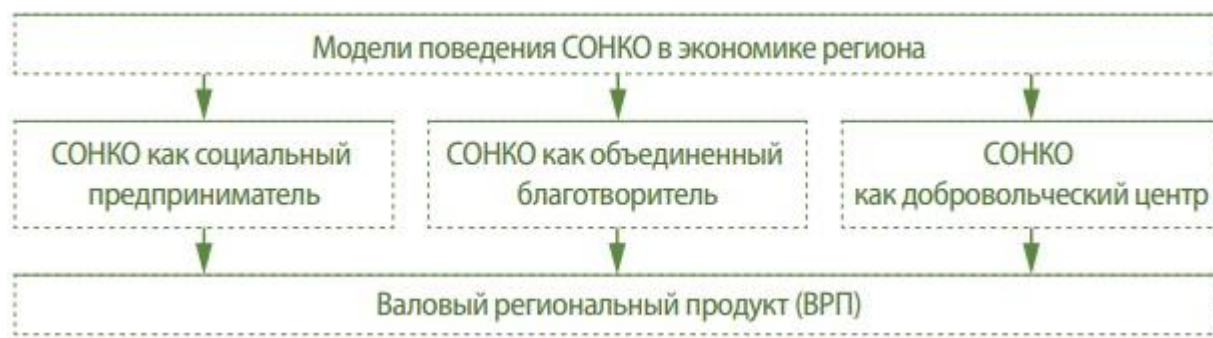 Модели поведения СОНКО в экономике региона
СОНКО как социальный
предприниматель
СОНКО как объединенный
благотворитель
СОНКО
как добровольческий центр
Валовый региональный продукт (ВРП)